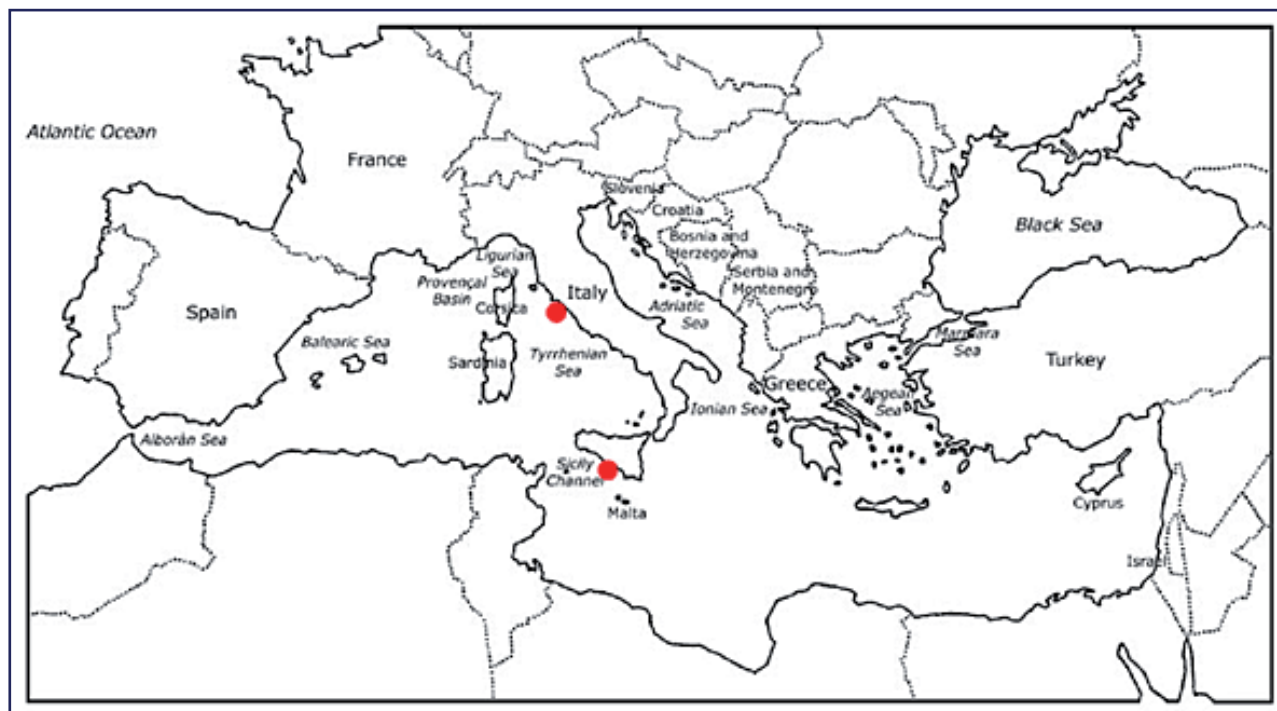 Atlantic Ocean
France
Slovenia
Croatia
Bosnia and
Herzegovina
Black Sea
Ligurian
Sea
Provençal
Basin
Serbia and
Montenegro
Italy
Corsica
Spain
Adriatic
Sea
Marmara
Sea
Balearic Sea
Sardinia
Tyrrhenian
Sea
Turkey
Greece
Aegean
Sea
Ionian Sea
Alborán Sea
Sicily
Channel
Malta
Cyprus
Israel